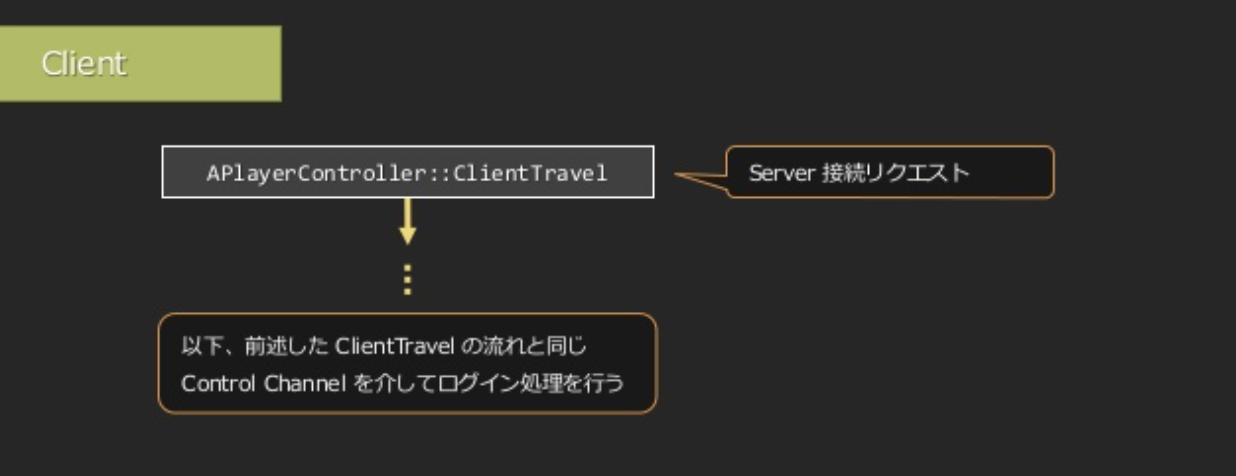 Client
APlayerController::ClientTravel
Server 接続リクエスト
以下、前述した ClientTravel の流れと同じ
Control Channel を介してログイン処理を行う